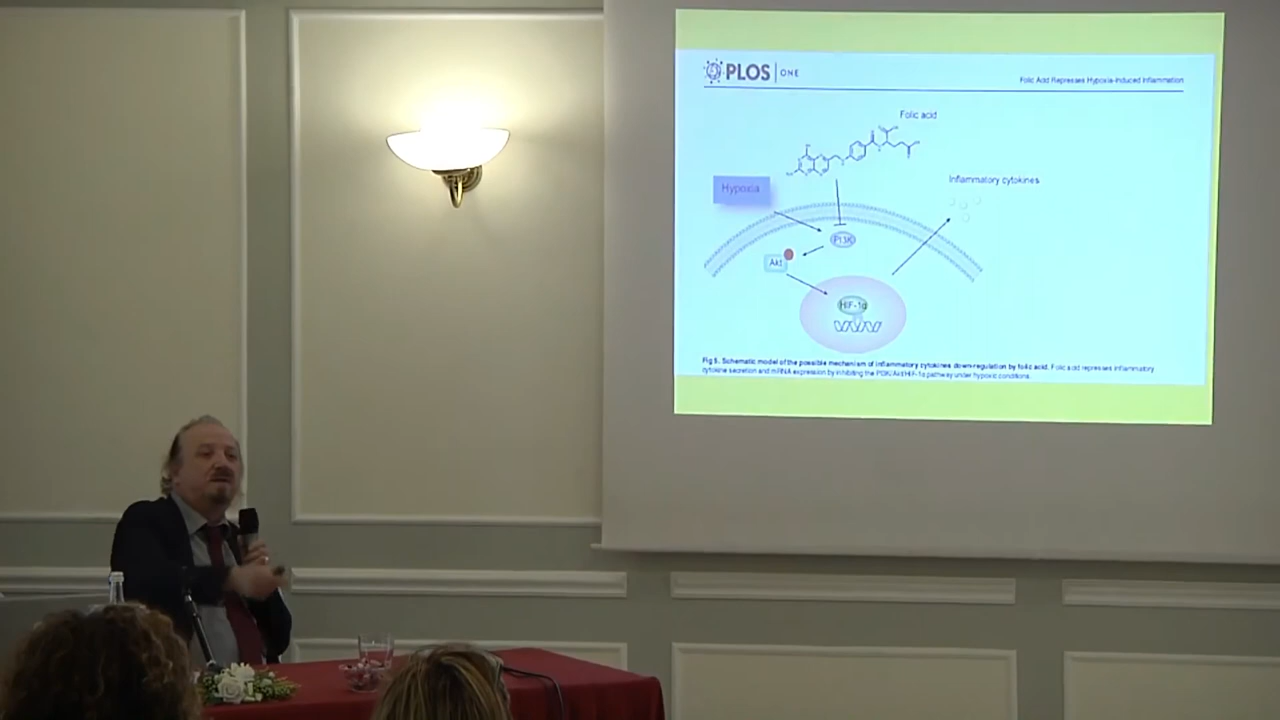 PLOS | ONE
Folic Acid Represses Hypoxia-Induced Inflammation
Folic acid
Hypoxia
Inflammatory cytokines
PI3K
Akt
HIF-1α
Fig 5. Schematic model of the possible mechanism of inflammatory cytokines down-regulation by folic acid. Folic acid represses inflammatory
cytokine secretion and mRNA expression by inhibiting the PI3K/Akt/HIF-1α pathway under hypoxic conditions.